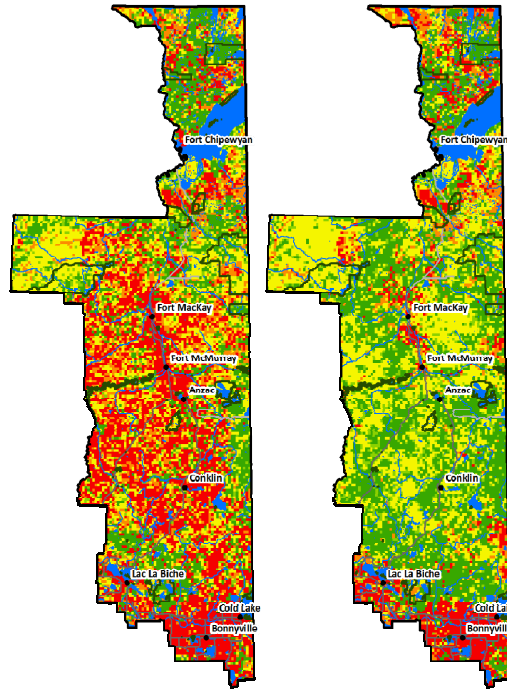 Fort Chipewyan
Fort MacKay
Fort McMurray
Anzac
Conklin
Lac La Biche
Cold Lake
Bonnyville
Fort Chipewyan
Fort MacKay
Fort McMurray
Anzac
Conklin
Lac La Biche
Cold Lak
Bonnyville